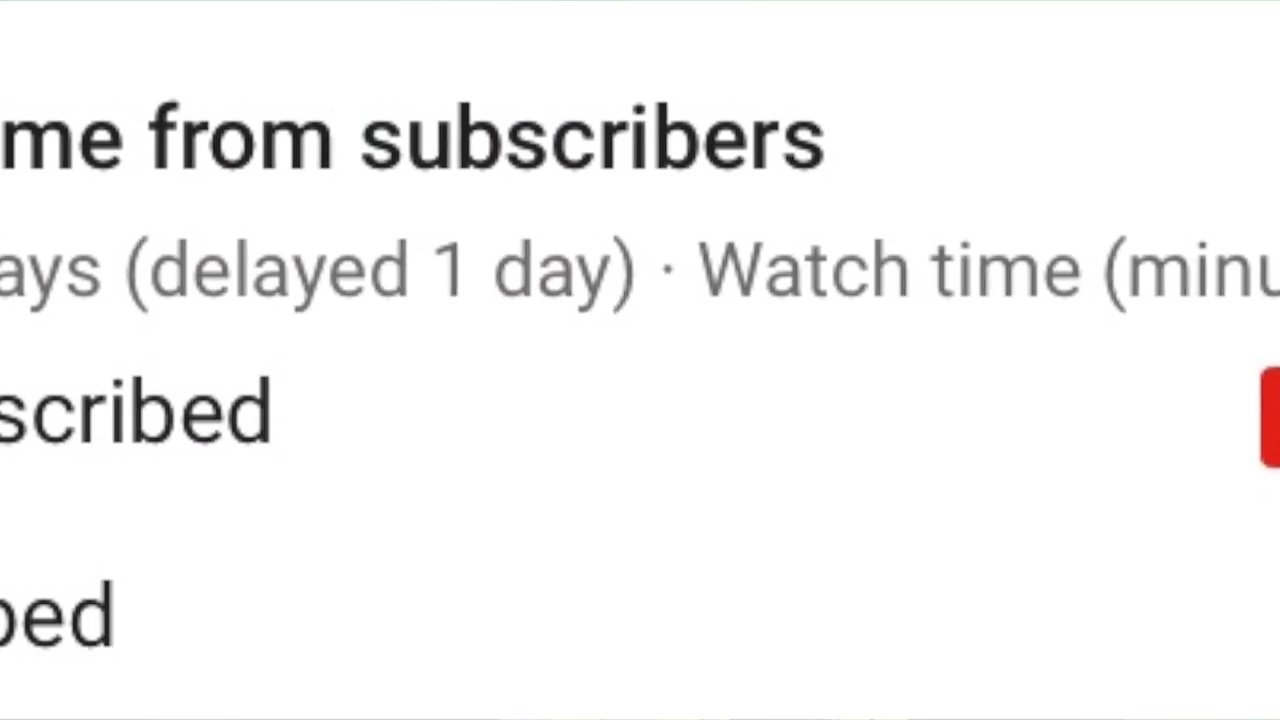 me from subscribers
ays (delayed 1 day) · Watch time (minu
scribed
bed